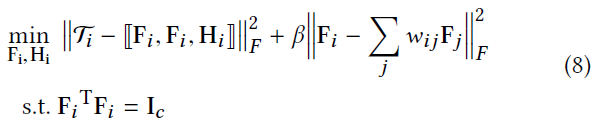 min_{F_i,H_i} ‖𝒯_i − ⟦F_i, F_i, H_i⟧‖_F^2 + β‖F_i − ∑_j w_{ij}F_j‖_F^2 (8)
s.t. F_i^T F_i = I_c